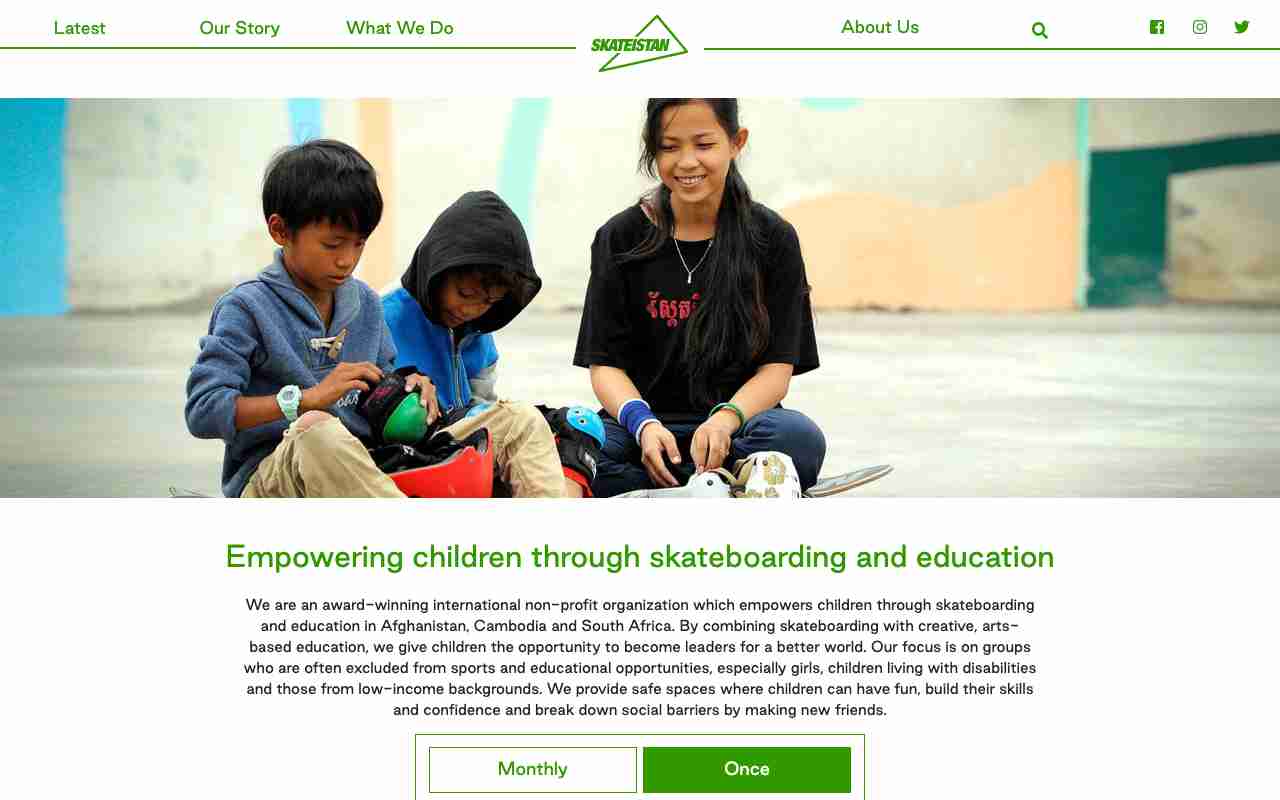 Latest
Our Story
What We Do
SKATEISTAN
About Us
Empowering children through skateboarding and education
We are an award-winning international non-profit organization which empowers children through skateboarding
and education in Afghanistan, Cambodia and South Africa. By combining skateboarding with creative, arts-
based education, we give children the opportunity to become leaders for a better world. Our focus is on groups
who are often excluded from sports and educational opportunities, especially girls, children living with disabilities
and those from low-income backgrounds. We provide safe spaces where children can have fun, build their skills
and confidence and break down social barriers by making new friends.
Monthly
Once